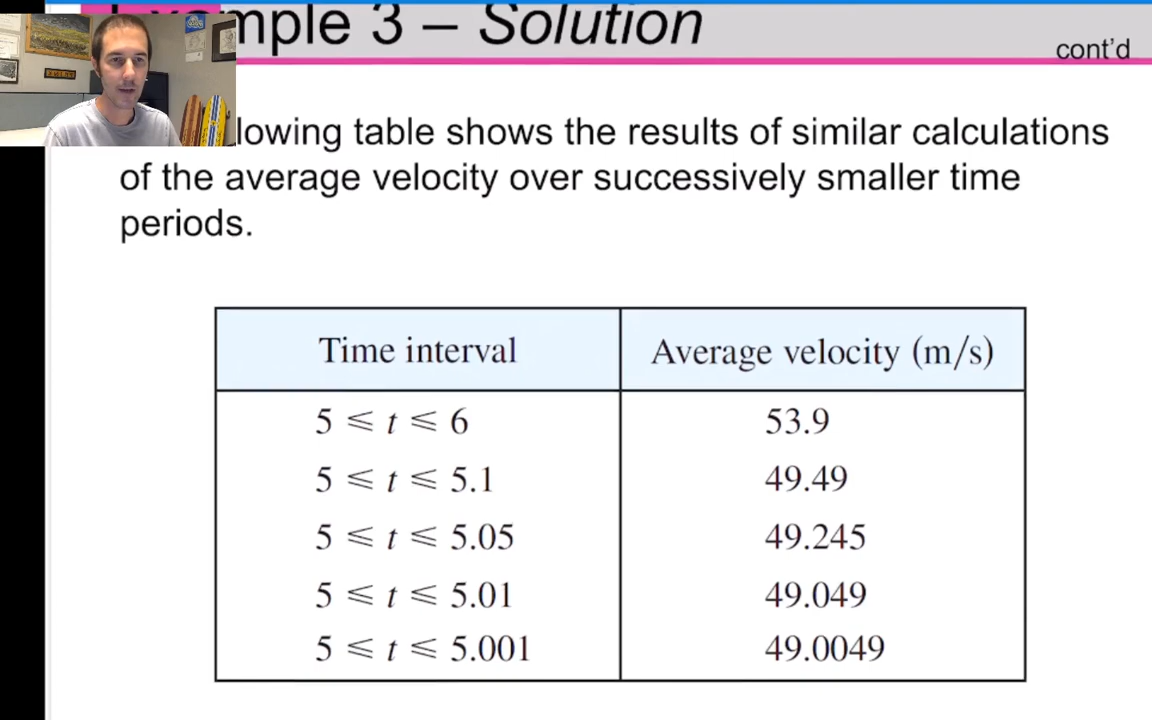 mple 3 – Solution
cont'd
lowing table shows the results of similar calculations
of the average velocity over successively smaller time
periods.
Time interval Average velocity (m/s)
5 ⩽ t ⩽ 6 53.9
5 ⩽ t ⩽ 5.1 49.49
5 ⩽ t ⩽ 5.05 49.245
5 ⩽ t ⩽ 5.01 49.049
5 ⩽ t ⩽ 5.001 49.0049